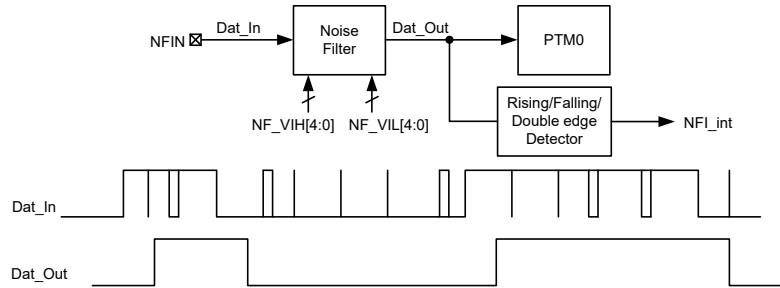 NFIN
Dat_In
Noise
Filter
Dat_Out
PTM0
NF_VIH[4:0]
NF_VIL[4:0]
Rising/Falling/
Double edge
Detector
NFI_int
Dat_In
Dat_Out